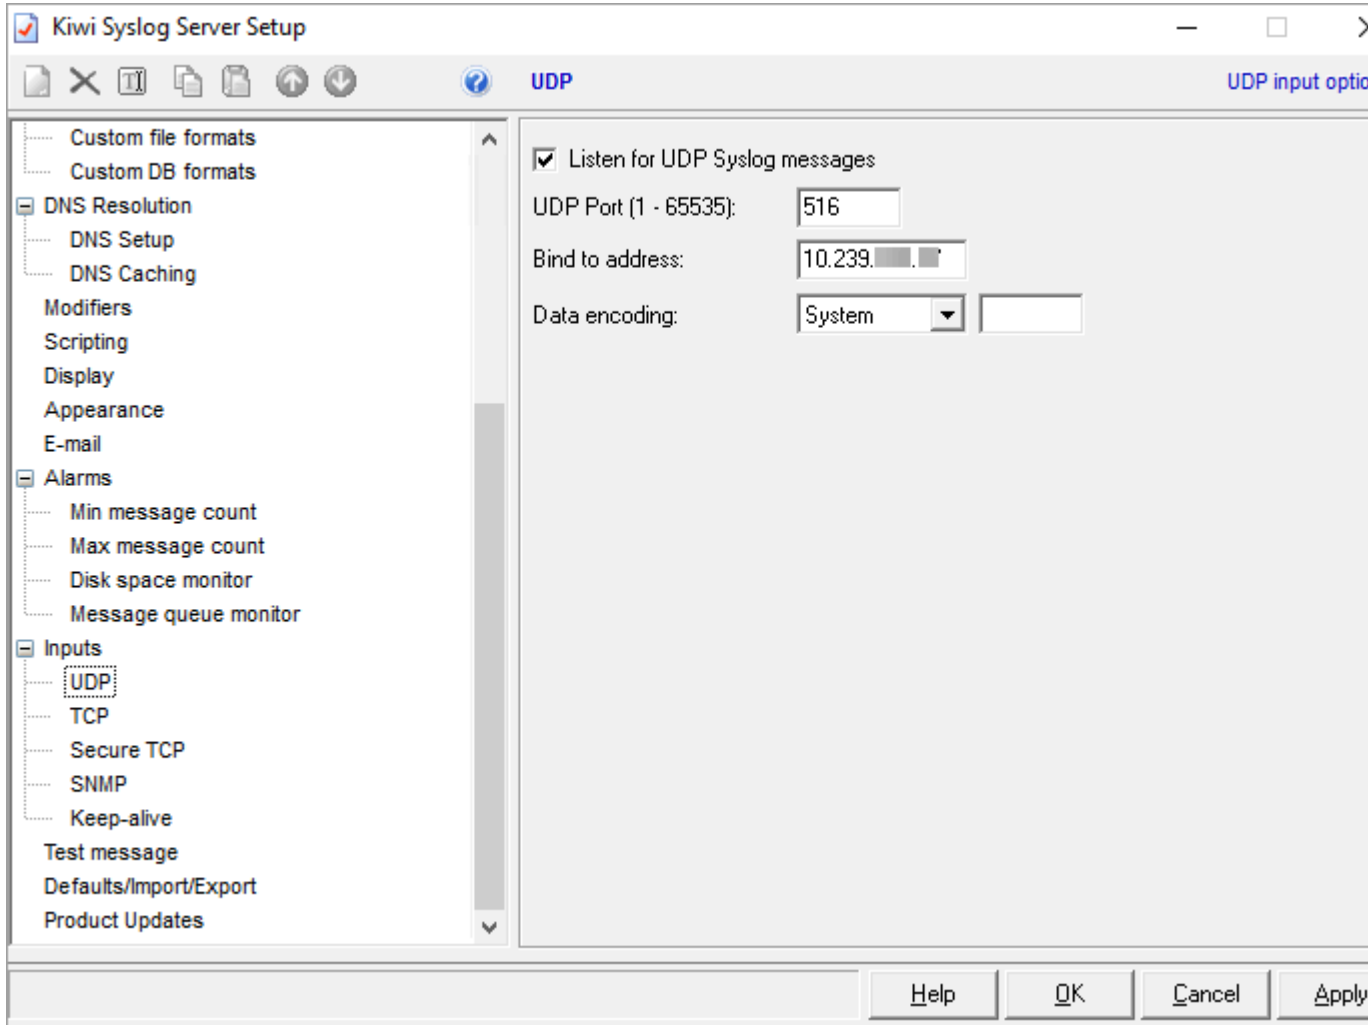 Kiwi Syslog Server Setup
UDP
UDP input optio
Custom file formats
Custom DB formats
DNS Resolution
DNS Setup
DNS Caching
Modifiers
Scripting
Display
Appearance
E-mail
Alarms
Min message count
Max message count
Disk space monitor
Message queue monitor
Inputs
UDP
TCP
Secure TCP
SNMP
Keep-alive
Test message
Defaults/Import/Export
Product Updates
Listen for UDP Syslog messages
UDP Port (1 - 65535): 516
Bind to address: 10.239.
Data encoding: System
Help OK Cancel Apply